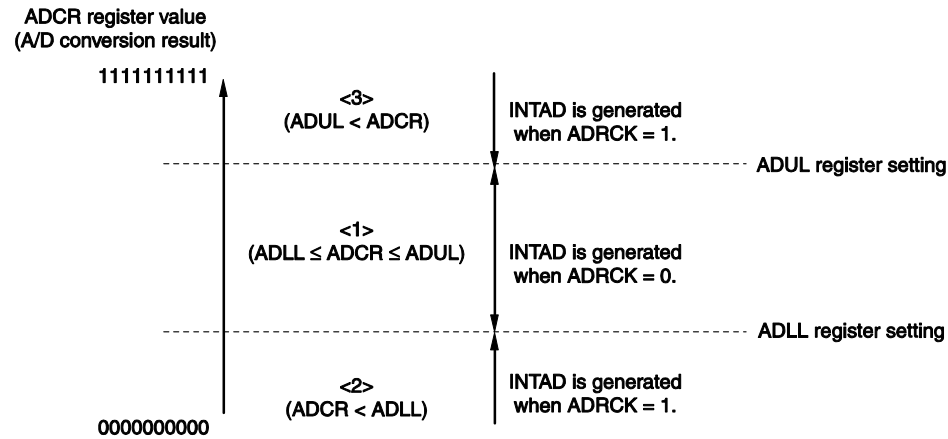 ADCR register value
(A/D conversion result)
1111111111
<3>
(ADUL < ADCR)
INTAD is generated
when ADRCK = 1.
ADUL register setting
<1>
(ADLL ≤ ADCR ≤ ADUL)
INTAD is generated
when ADRCK = 0.
ADLL register setting
<2>
(ADCR < ADLL)
INTAD is generated
when ADRCK = 1.
0000000000